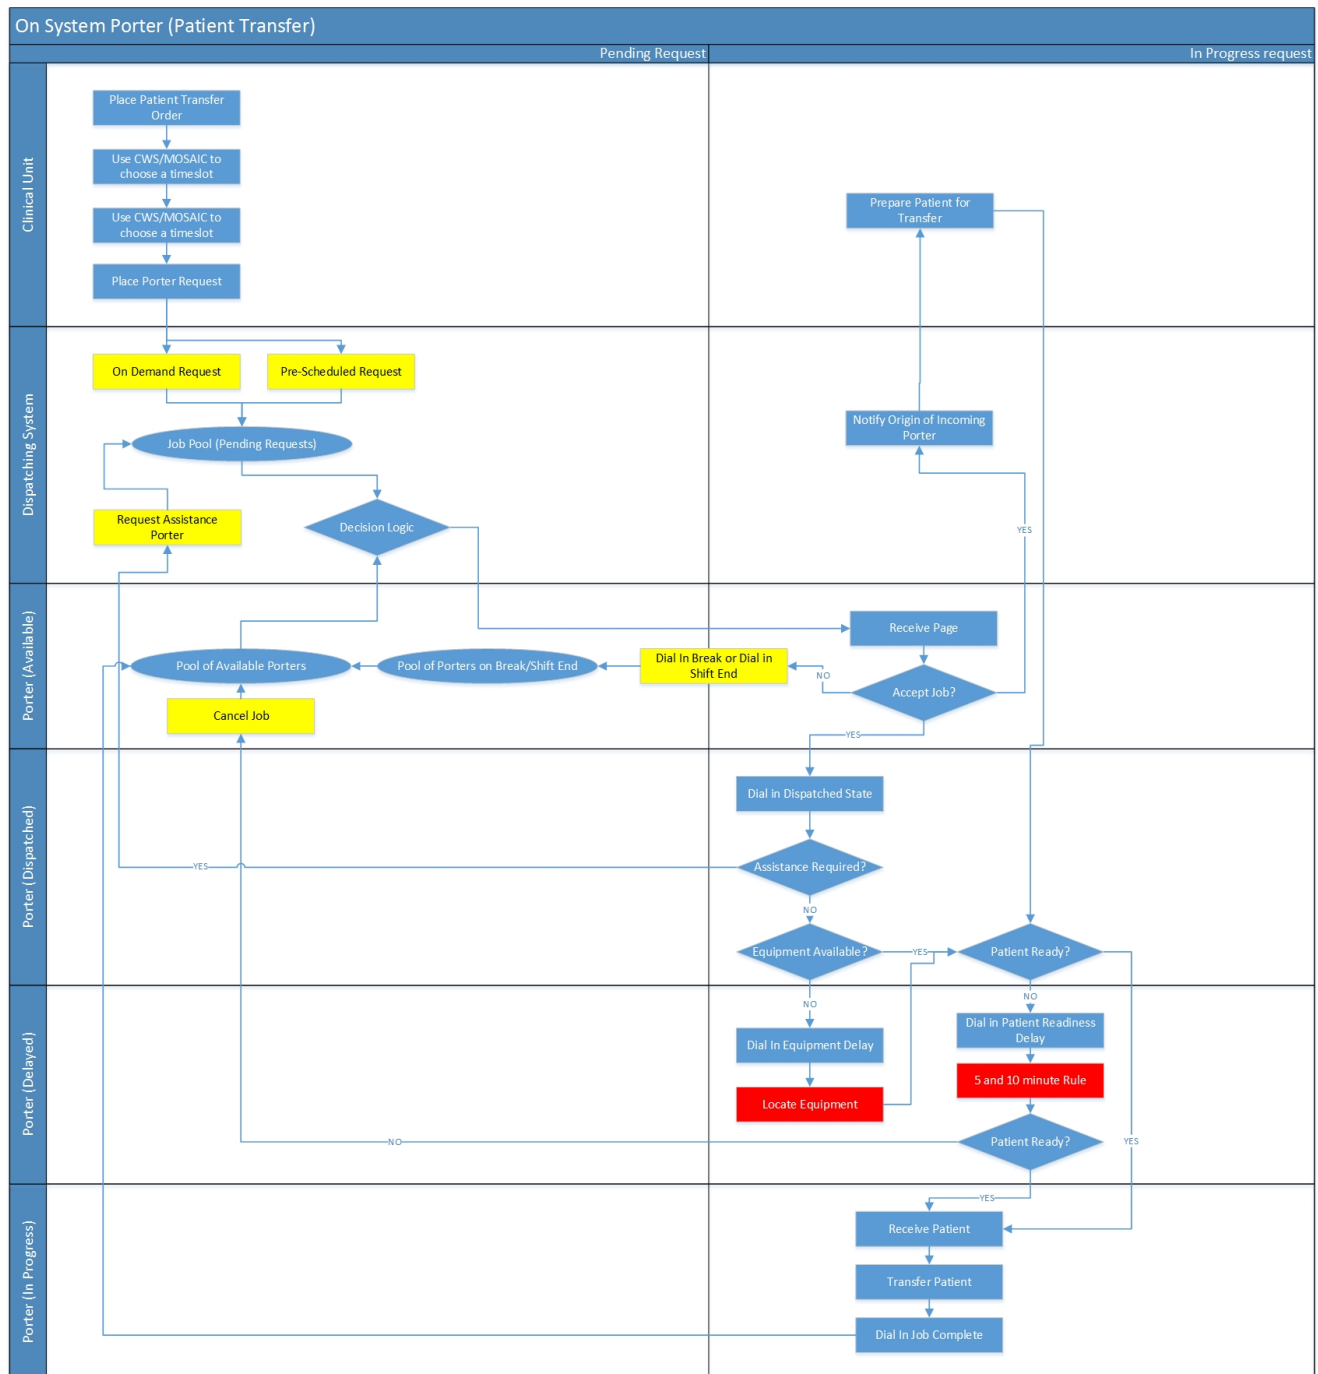 On System Porter (Patient Transfer)
Pending Request
In Progress request
Clinical Unit
Place Patient Transfer
Order
Use CWS/MOSAIC to
choose a timeslot
Use CWS/MOSAIC to
choose a timeslot
Place Porter Request
Prepare Patient for
Transfer
Dispatching System
On Demand Request
Pre-Scheduled Request
Job Pool (Pending Requests)
Request Assistance
Porter
Decision Logic
Notify Origin of Incoming
Porter
YES
Porter (Available)
Receive Page
Pool of Available Porters
Pool of Porters on Break/Shift End
Dial In Break or Dial in
Shift End
NO
Accept Job?
Cancel Job
YES
Porter (Dispatched)
Dial in Dispatched State
YES
Assistance Required?
NO
Equipment Available?
YES
Patient Ready?
Porter (Delayed)
NO
NO
Dial In Equipment Delay
Dial in Patient Readiness
Delay
Locate Equipment
5 and 10 minute Rule
NO
Patient Ready?
YES
Porter (In Progress)
YES
Receive Patient
Transfer Patient
Dial In Job Complete